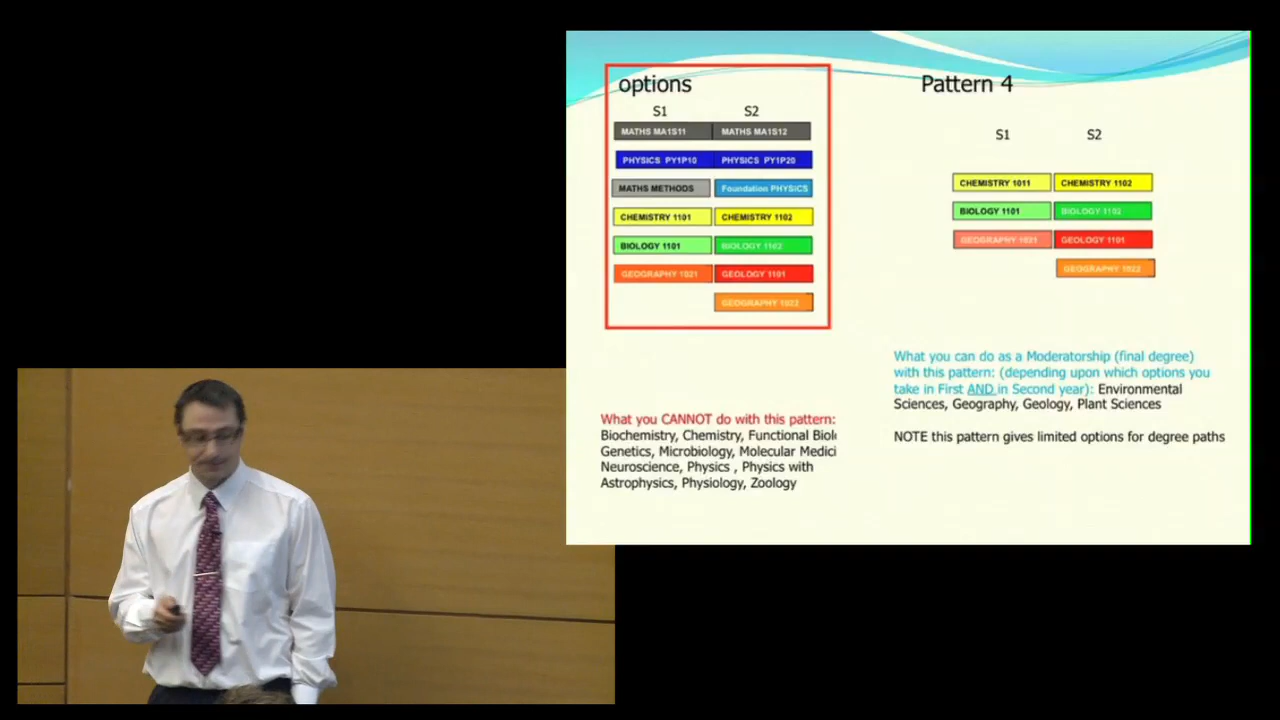 options
S1 S2
MATHS MA1S11 MATHS MA1S12
PHYSICS PY1P10 PHYSICS PY1P20
MATHS METHODS Foundation PHYSICS
CHEMISTRY 1101 CHEMISTRY 1102
BIOLOGY 1101 BIOLOGY 1102
GEOGRAPHY 1021 GEOLOGY 1101
GEOGRAPHY 1022
What you CANNOT do with this pattern:
Biochemistry, Chemistry, Functional Biol
Genetics, Microbiology, Molecular Medici
Neuroscience, Physics , Physics with
Astrophysics, Physiology, Zoology
Pattern 4
S1 S2
CHEMISTRY 1011 CHEMISTRY 1102
BIOLOGY 1101 BIOLOGY 1102
GEOGRAPHY 1021 GEOLOGY 1101
GEOGRAPHY 1022
What you can do as a Moderatorship (final degree)
with this pattern: (depending upon which options you
take in First AND in Second year): Environmental
Sciences, Geography, Geology, Plant Sciences
NOTE this pattern gives limited options for degree paths